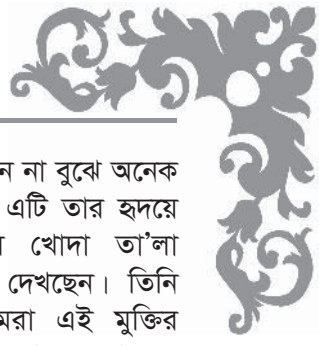 ন না বুঝে অনেক
এটি তার হৃদয়ে
খোদা তা'লা
দেখছেন। তিনি
মরা এই মুক্তির